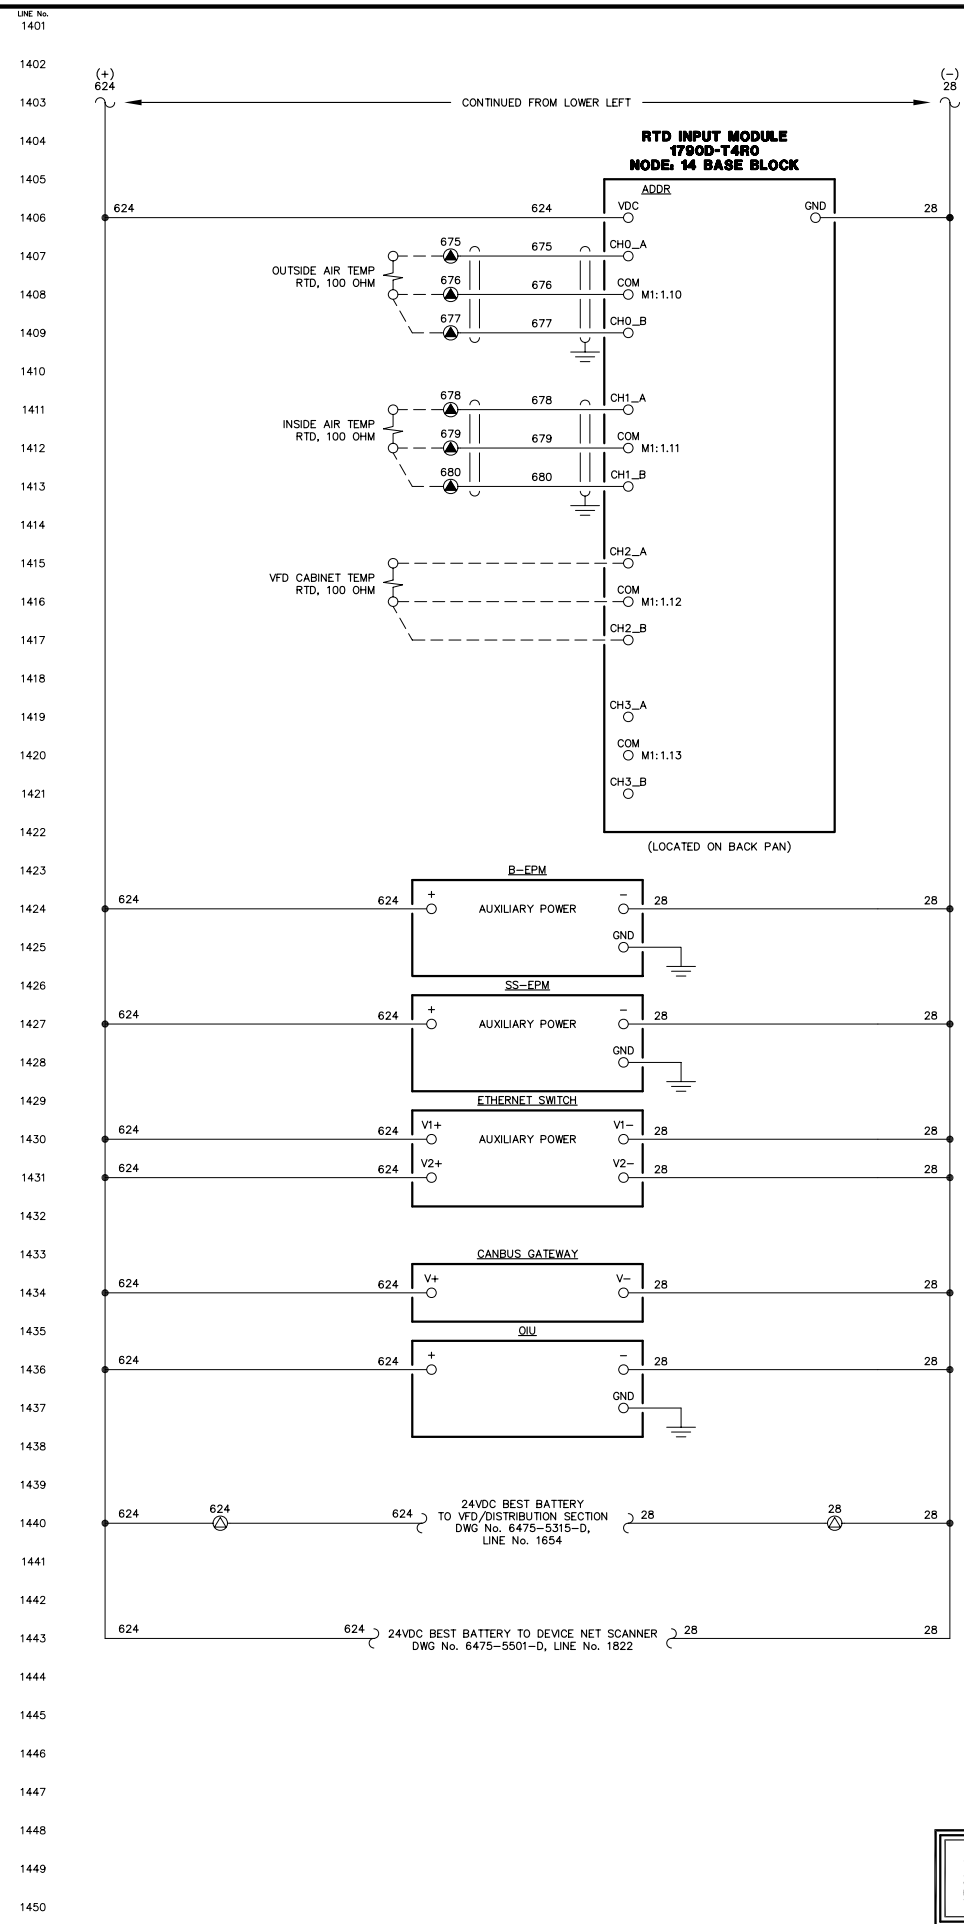 LINE No.
1401
1402
(+)
624
(-)
28
1403
CONTINUED FROM LOWER LEFT
1404
RTD INPUT MODULE
1790D-T4R0
NODE: 14 BASE BLOCK
1405
ADDR
1406
624
624
VDC
GND
28
1407
675
675
CH0_A
OUTSIDE AIR TEMP
RTD, 100 OHM
1408
676
676
COM
M1:1.10
1409
677
677
CH0_B
1410
1411
678
678
CH1_A
INSIDE AIR TEMP
RTD, 100 OHM
1412
679
679
COM
M1:1.11
1413
680
680
CH1_B
1414
1415
CH2_A
VFD CABINET TEMP
RTD, 100 OHM
1416
COM
M1:1.12
1417
CH2_B
1418
1419
CH3_A
1420
COM
M1:1.13
1421
CH3_B
1422
(LOCATED ON BACK PAN)
1423
B-EPM
1424
624
624
+
AUXILIARY POWER
-
28
28
1425
GND
1426
SS-EPM
1427
624
624
+
AUXILIARY POWER
-
28
28
1428
GND
1429
ETHERNET SWITCH
1430
624
624
V1+
AUXILIARY POWER
V1-
28
28
1431
624
624
V2+
V2-
28
28
1432
1433
CANBUS GATEWAY
1434
624
624
V+
V-
28
28
1435
OIU
1436
624
624
+
-
28
28
1437
GND
1438
1439
1440
624
624
624
24VDC BEST BATTERY
TO VFD/DISTRIBUTION SECTION
DWG No. 6475-5315-D,
LINE No. 1654
28
28
28
1441
1442
1443
624
624
24VDC BEST BATTERY TO DEVICE NET SCANNER
DWG No. 6475-5501-D, LINE No. 1822
28
28
1444
1445
1446
1447
1448
1449
1450